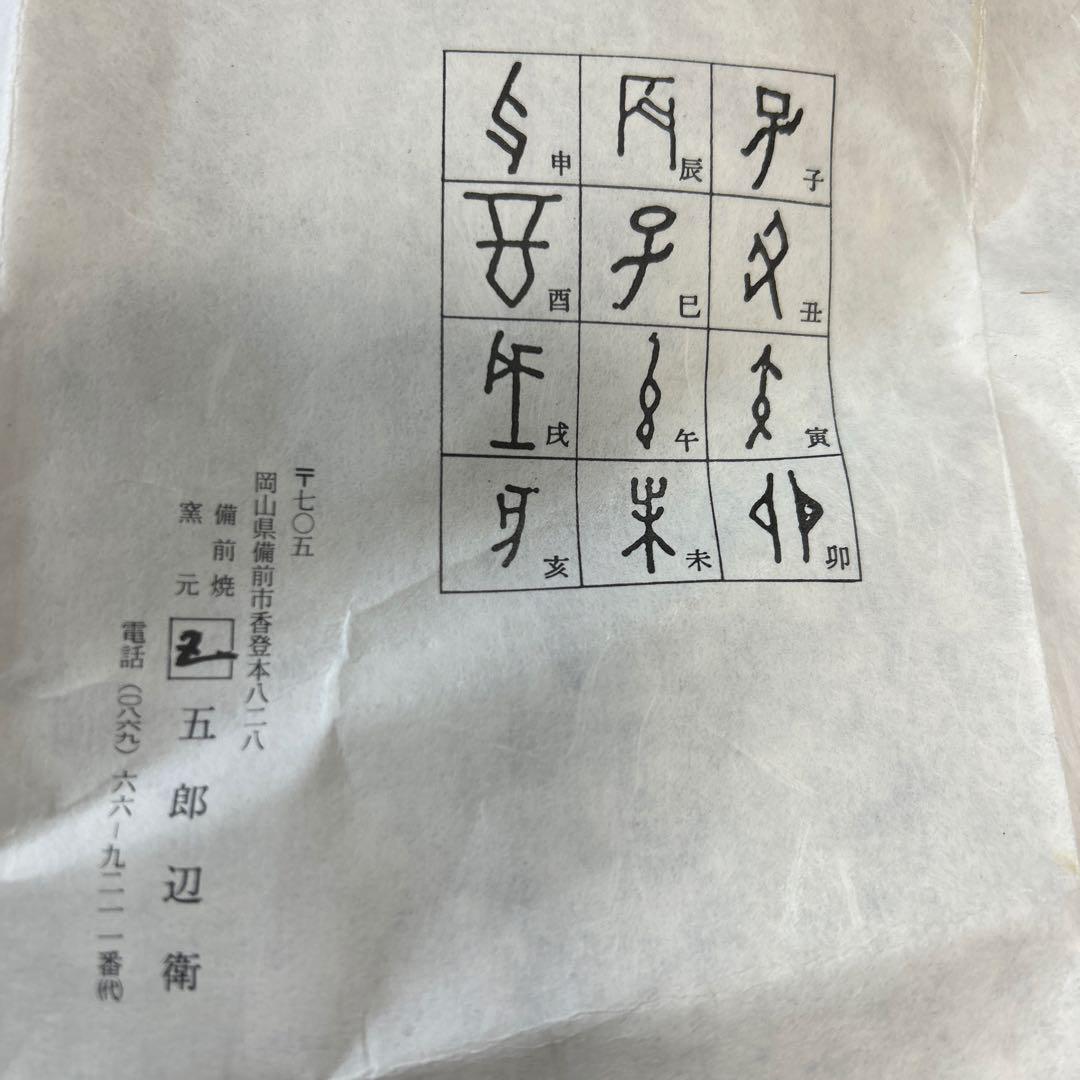 子
丑
寅
卯
辰
巳
午
未
申
酉
戌
亥
〒七〇五
岡山県備前市香登本八二八
備前焼
窯元
五郎辺衛
電話(〇八六九)六六-九二一一番(代)